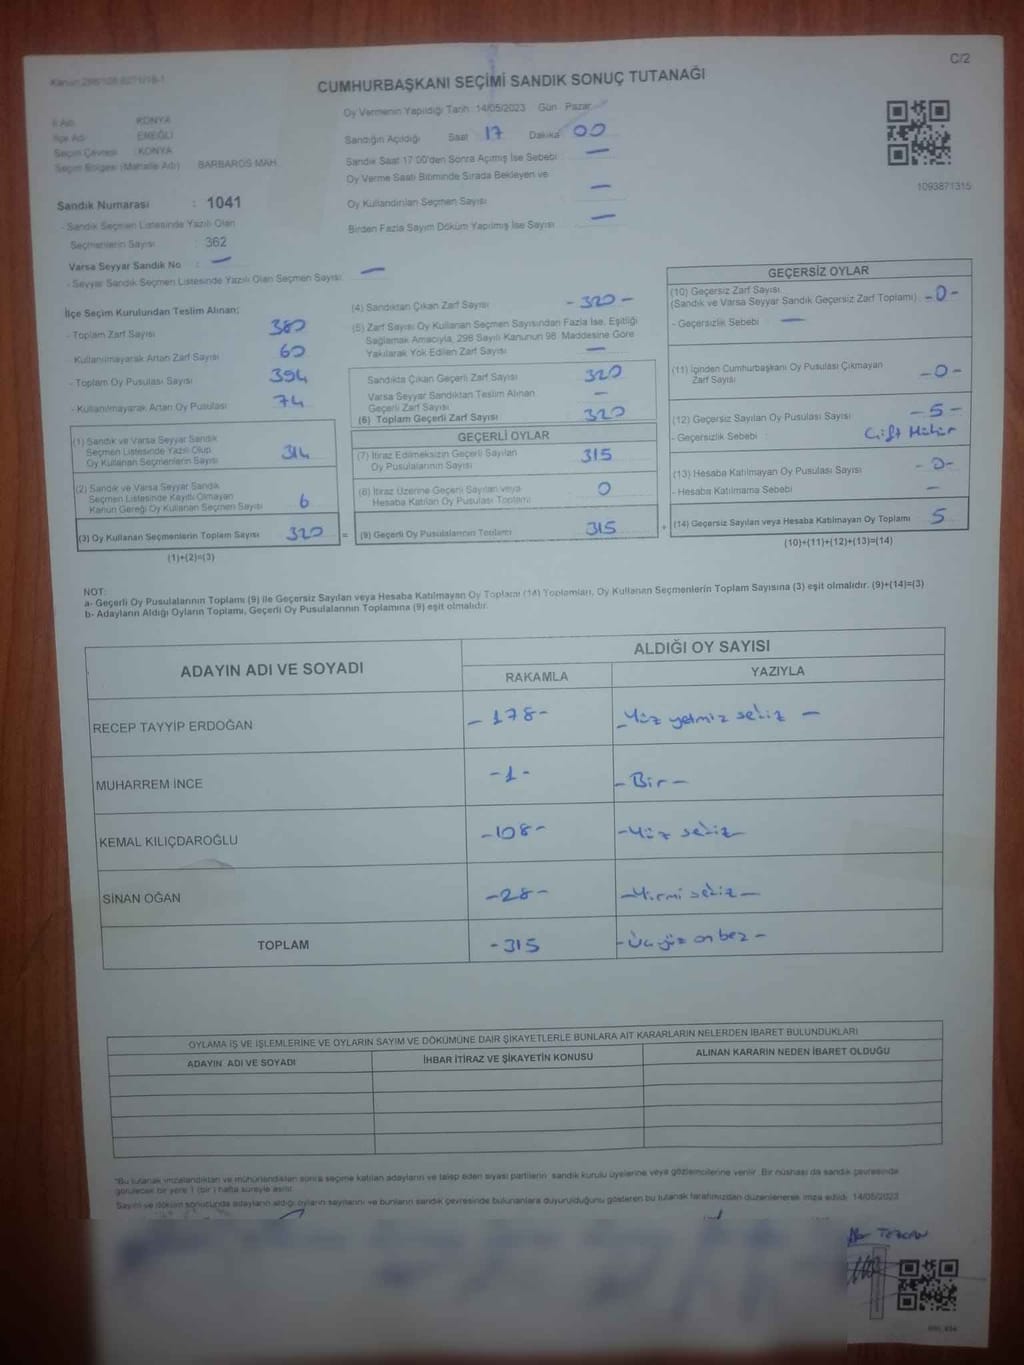 C/2
CUMHURBAŞKANI SEÇİMİ SANDIK SONUÇ TUTANAĞI
Oy Vermenin Yapıldığı Tarih : 14/05/2023 Gün : Pazar
İl Adı : KONYA
İlçe Adı : EREĞLİ
Seçim Çevresi : KONYA
Seçim Bölgesi (Mahalle Adı) : BARBAROS MAH.
Sandık Numarası : 1041
- Sandık Seçmen Listesinde Yazılı Olan
Seçmenlerin Sayısı : 362
Varsa Seyyar Sandık No : —
- Seyyar Sandık Seçmen Listesinde Yazılı Olan Seçmen Sayısı: —
Sandığın Açıldığı Saat 17 Dakika 00
Sandık Saat 17:00'den Sonra Açılmış İse Sebebi : —
Oy Verme Saati Bitiminde Sırada Bekleyen ve
Oy Kullandırılan Seçmen Sayısı —
Birden Fazla Sayım Döküm Yapılmış İse Sayısı —
1093871315
İlçe Seçim Kurulundan Teslim Alınan;
- Toplam Zarf Sayısı 380
- Kullanılmayarak Artan Zarf Sayısı 60
- Toplam Oy Pusulası Sayısı 394
- Kullanılmayarak Artan Oy Pusulası 74
(1) Sandık ve Varsa Seyyar Sandık
Seçmen Listesinde Yazılı Olup
Oy Kullanan Seçmenlerin Sayısı 314
(2) Sandık ve Varsa Seyyar Sandık
Seçmen Listesinde Kayıtlı Olmayan
Kanun Gereği Oy Kullanan Seçmen Sayısı 6
(3) Oy Kullanan Seçmenlerin Toplam Sayısı 320 =
(1)+(2)=(3)
(4) Sandıktan Çıkan Zarf Sayısı - 320 -
(5) Zarf Sayısı Oy Kullanan Seçmen Sayısından Fazla İse, Eşitliği
Sağlamak Amacıyla, 298 Sayılı Kanunun 98. Maddesine Göre
Yakılarak Yok Edilen Zarf Sayısı —
Sandıkta Çıkan Geçerli Zarf Sayısı 320
Varsa Seyyar Sandıktan Teslim Alınan
Geçerli Zarf Sayısı —
(6) Toplam Geçerli Zarf Sayısı 320
GEÇERLİ OYLAR
(7) İtiraz Edilmeksizin Geçerli Sayılan
Oy Pusulalarının Sayısı 315
(8) İtiraz Üzerine Geçerli Sayılan veya
Hesaba Katılan Oy Pusulası Toplamı 0
(9) Geçerli Oy Pusulalarının Toplamı 315 +
GEÇERSİZ OYLAR
(10) Geçersiz Zarf Sayısı
(Sandık ve Varsa Seyyar Sandık Geçersiz Zarf Toplamı) - 0 -
- Geçersizlik Sebebi : —
(11) İçinden Cumhurbaşkanı Oy Pusulası Çıkmayan
Zarf Sayısı - 0 -
(12) Geçersiz Sayılan Oy Pusulası Sayısı - 5 -
- Geçersizlik Sebebi : Çift Mühür
(13) Hesaba Katılmayan Oy Pusulası Sayısı - 0 -
- Hesaba Katılmama Sebebi —
(14) Geçersiz Sayılan veya Hesaba Katılmayan Oy Toplamı 5
(10)+(11)+(12)+(13)=(14)
NOT:
a- Geçerli Oy Pusulalarının Toplamı (9) ile Geçersiz Sayılan veya Hesaba Katılmayan Oy Toplamı (14) Toplamları, Oy Kullanan Seçmenlerin Toplam Sayısına (3) eşit olmalıdır. (9)+(14)=(3)
b- Adayların Aldığı Oyların Toplamı, Geçerli Oy Pusulalarının Toplamına (9) eşit olmalıdır.
ADAYIN ADI VE SOYADI ALDIĞI OY SAYISI
RAKAMLA YAZIYLA
RECEP TAYYİP ERDOĞAN - 178 - - Yüz yetmiz sekiz -
MUHARREM İNCE - 1 - - Bir -
KEMAL KILIÇDAROĞLU - 108 - - Yüz sekiz -
SİNAN OĞAN - 28 - - Yirmi sekiz -
TOPLAM - 315 - Üçyüz on beş -
OYLAMA İŞ VE İŞLEMLERİNE VE OYLARIN SAYIM VE DÖKÜMÜNE DAİR ŞİKAYETLERLE BUNLARA AİT KARARLARIN NELERDEN İBARET BULUNDUKLARI
ADAYIN ADI VE SOYADI İHBAR İTİRAZ VE ŞİKAYETİN KONUSU ALINAN KARARIN NEDEN İBARET OLDUĞU
*Bu tutanak imzalandıktan ve mühürlendikten sonra seçime katılan adayların ve talep eden siyasi partilerin sandık kurulu üyelerine veya gözlemcilerine verilir. Bir nüshası da sandık çevresinde
görülecek bir yere 1 (bir) hafta süreyle asılır.
Sayım ve döküm sonucunda adayların aldığı oyların sayılarını ve bunların sandık çevresinde bulunanlara duyurulduğunu gösteren bu tutanak tarafımızdan düzenlenerek imza edildi. 14/05/2023